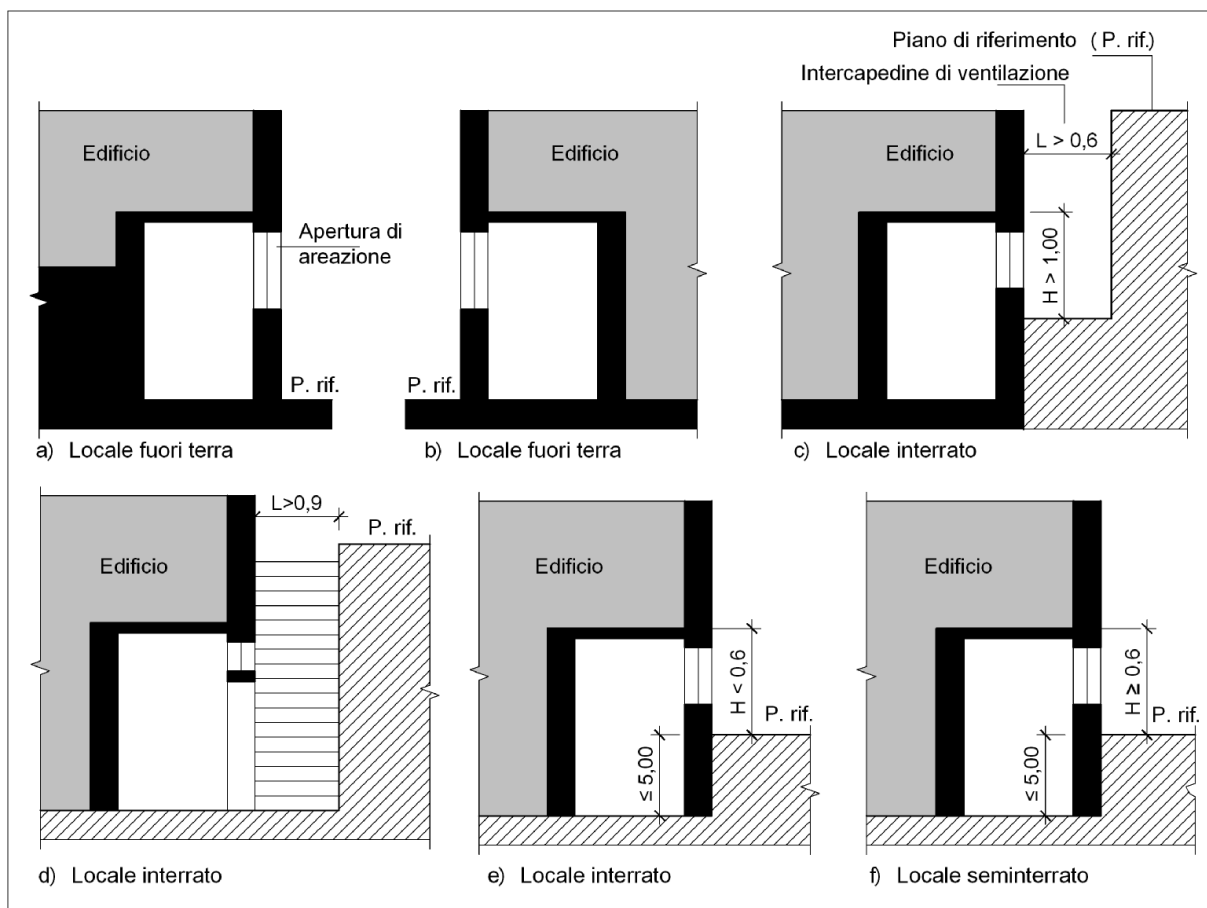 Piano di riferimento ( P. rif.)
Intercapedine di ventilazione
Edificio
Apertura di
areazione
P. rif.
a) Locale fuori terra
Edificio
P. rif.
b) Locale fuori terra
Edificio
L > 0,6
H > 1,00
c) Locale interrato
L>0,9
P. rif.
Edificio
d) Locale interrato
Edificio
H < 0,6
P. rif.
≤ 5,00
e) Locale interrato
Edificio
H ≥ 0,6
P. rif.
≤ 5,00
f) Locale seminterrato